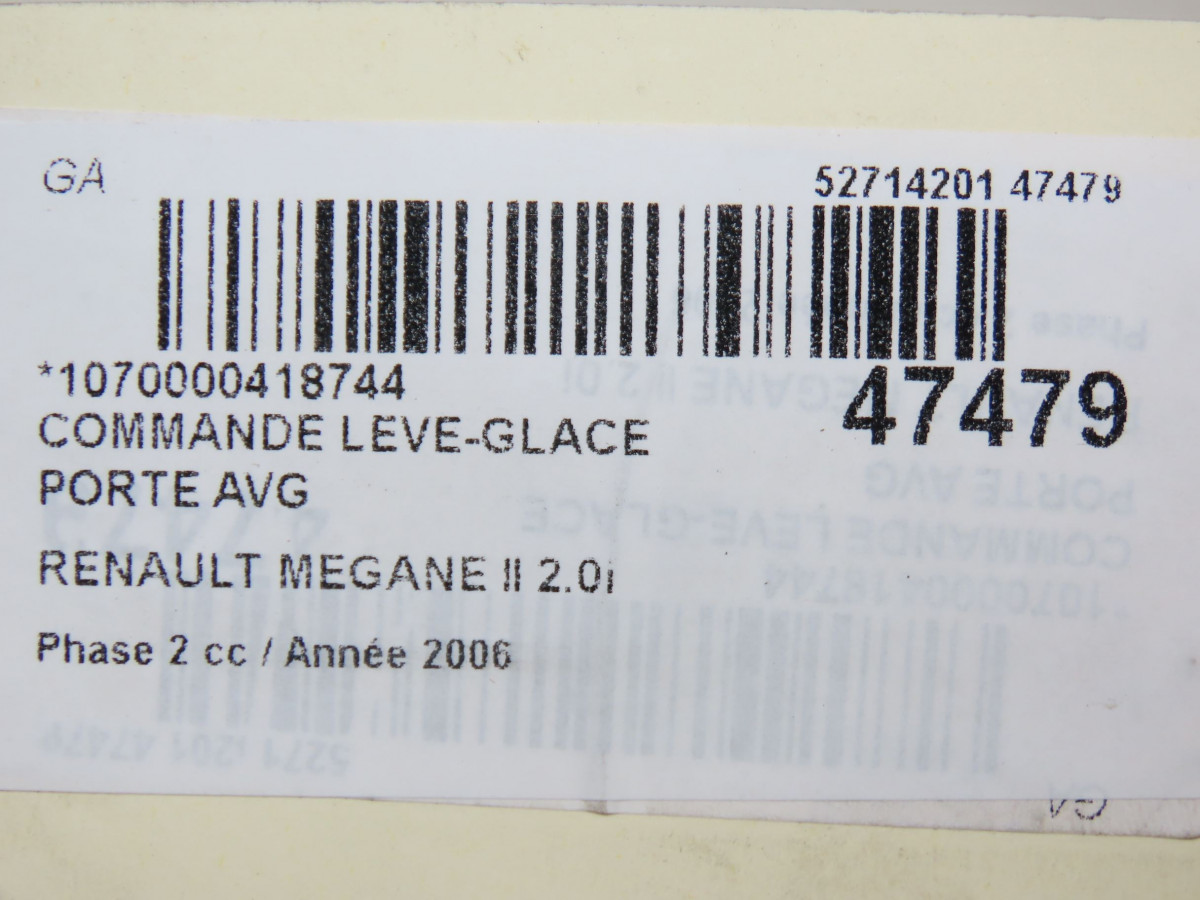 GA
52714201 47479
*1070000418744
47479
COMMANDE LEVE-GLACE
PORTE AVG
RENAULT MEGANE II 2.0i
Phase 2 cc / Année 2006